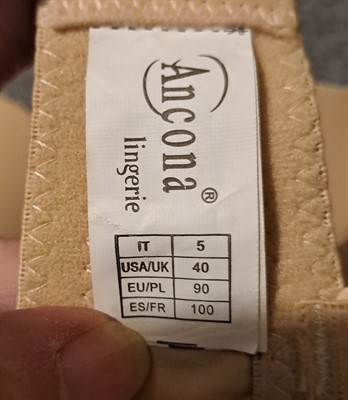 Ancona®
lingerie
IT 5
USA/UK 40
EU/PL 90
ES/FR 100